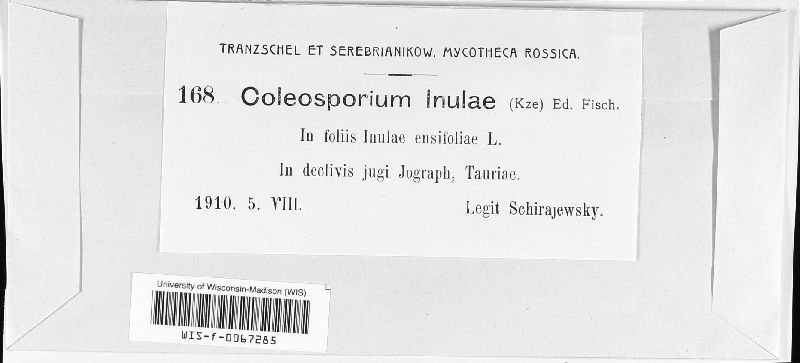 TRANZSCHEL ET SEREBRIANIKOW. MYCOTHECA ROSSICA.
168. Coleosporium Inulae (Kze) Ed. Fisch.
In foliis Inulae ensifoliae L.
In declivis jugi Jograph, Tauriae.
1910. 5. VIII. Legit Schirajewsky.
University of Wisconsin-Madison (WIS)
WIS-f-0067285